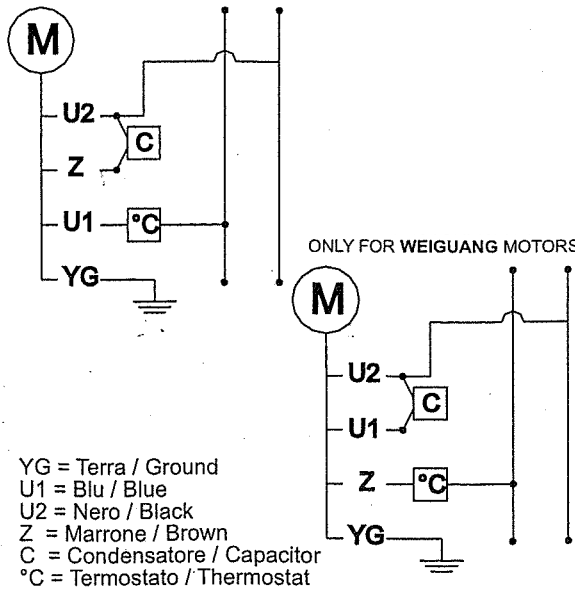 M
U2
C
Z
U1 °C
YG
ONLY FOR WEIGUANG MOTORS
M
U2
C
U1
Z °C
YG
YG = Terra / Ground
U1 = Blu / Blue
U2 = Nero / Black
Z = Marrone / Brown
C = Condensatore / Capacitor
°C = Termostato / Thermostat